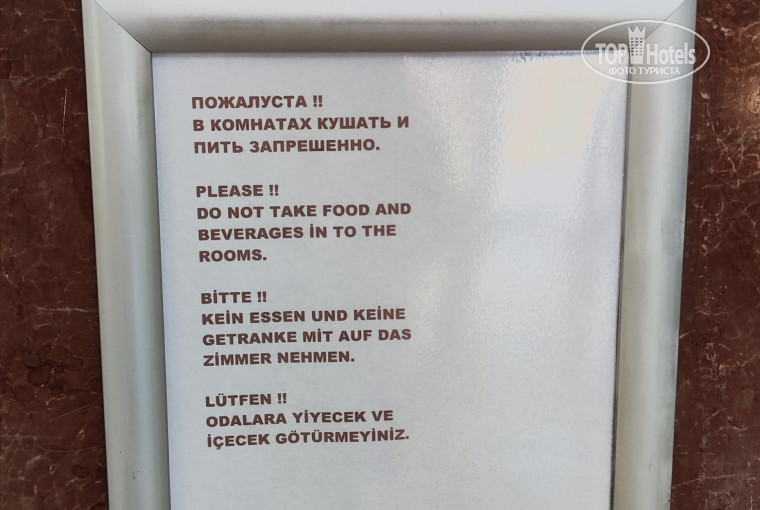 TOP Hotels
ФОТО ТУРИСТА
ПОЖАЛУСТА !!
В КОМНАТАХ КУШАТЬ И
ПИТЬ ЗАПРЕШЕННО.
PLEASE !!
DO NOT TAKE FOOD AND
BEVERAGES İN TO THE
ROOMS.
BİTTE !!
KEIN ESSEN UND KEİNE
GETRANKE MİT AUF DAS
ZİMMER NEHMEN.
LÜTFEN !!
ODALARA YİYECEK VE
İÇECEK GÖTÜRMEYİNİZ.